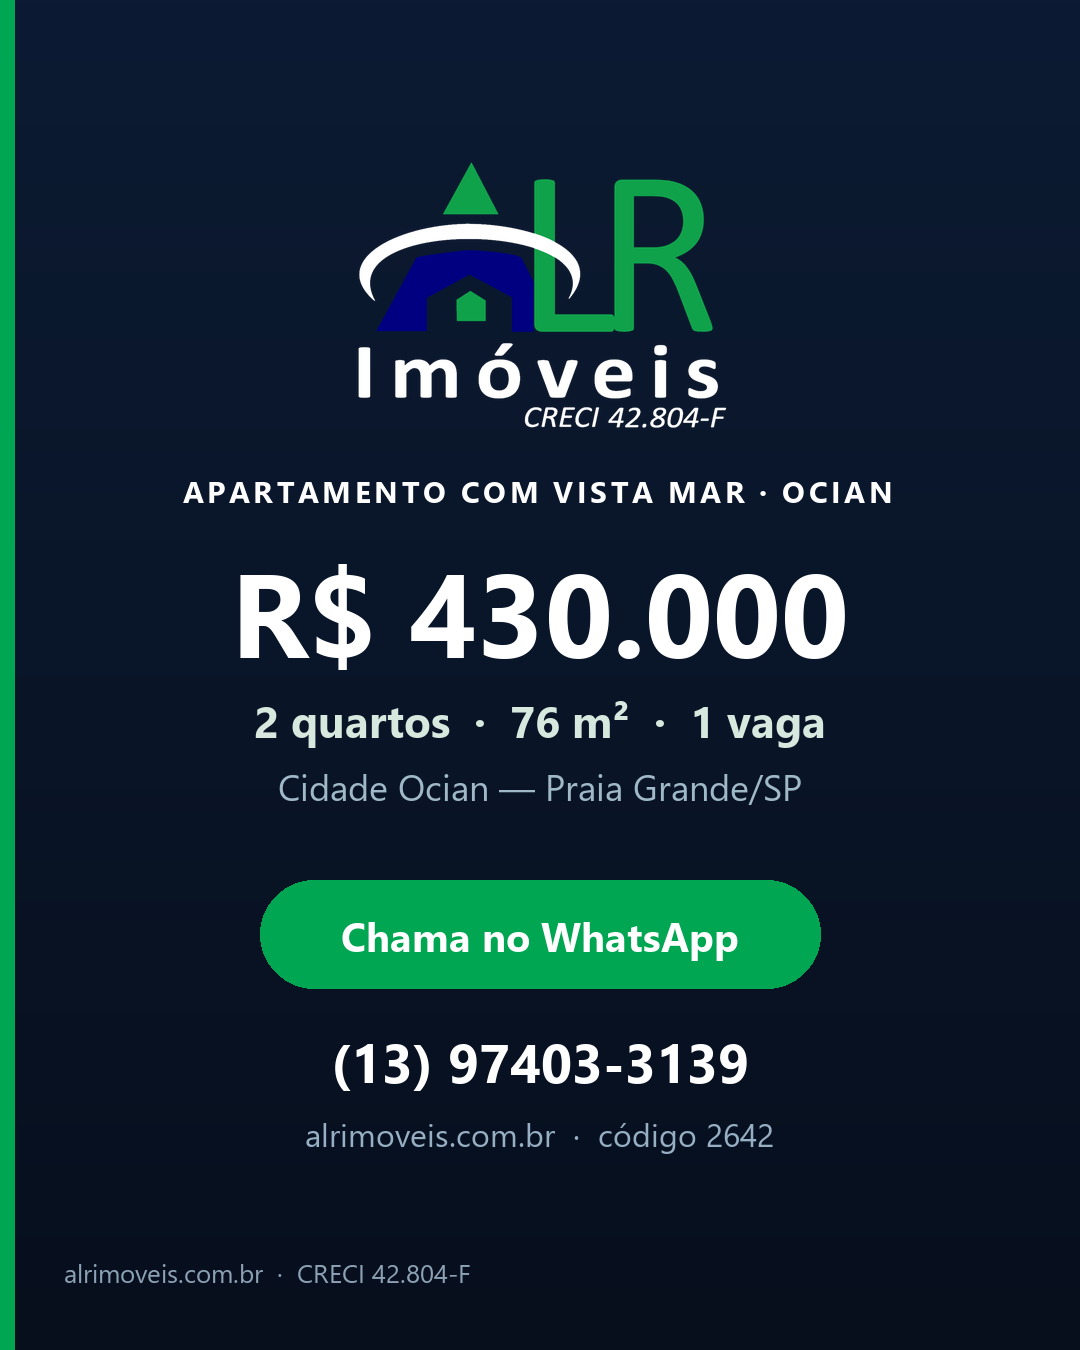 ALR
Imóveis
CRECI 42.804-F
APARTAMENTO COM VISTA MAR · OCIAN
R$ 430.000
2 quartos · 76 m² · 1 vaga
Cidade Ocian — Praia Grande/SP
Chama no WhatsApp
(13) 97403-3139
alrimoveis.com.br · código 2642
alrimoveis.com.br · CRECI 42.804-F